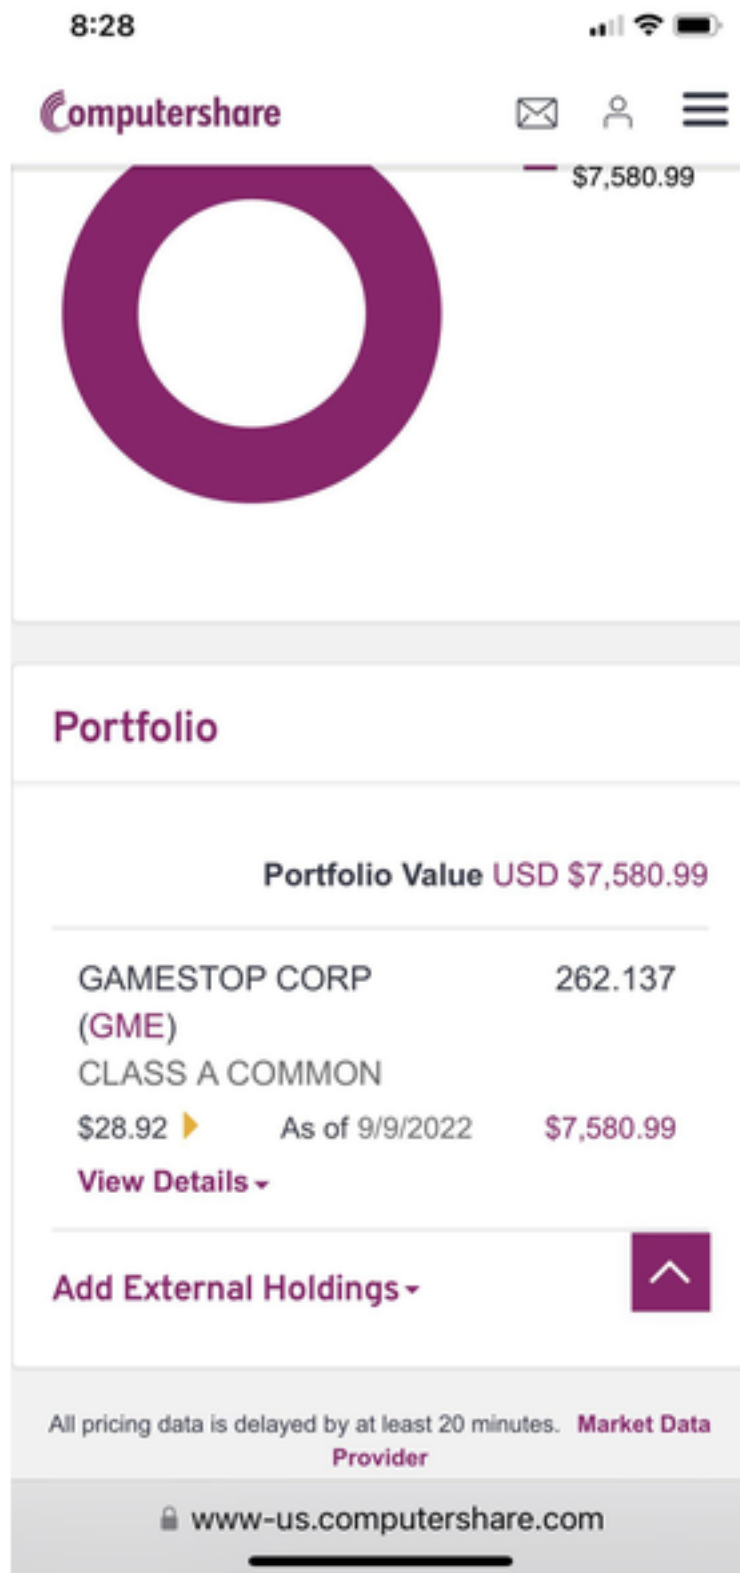 8:28
Computershare
$7,580.99
Portfolio
Portfolio Value USD $7,580.99
GAMESTOP CORP 262.137
(GME)
CLASS A COMMON
$28.92 As of 9/9/2022 $7,580.99
View Details
Add External Holdings
All pricing data is delayed by at least 20 minutes. Market Data
Provider
www-us.computershare.com